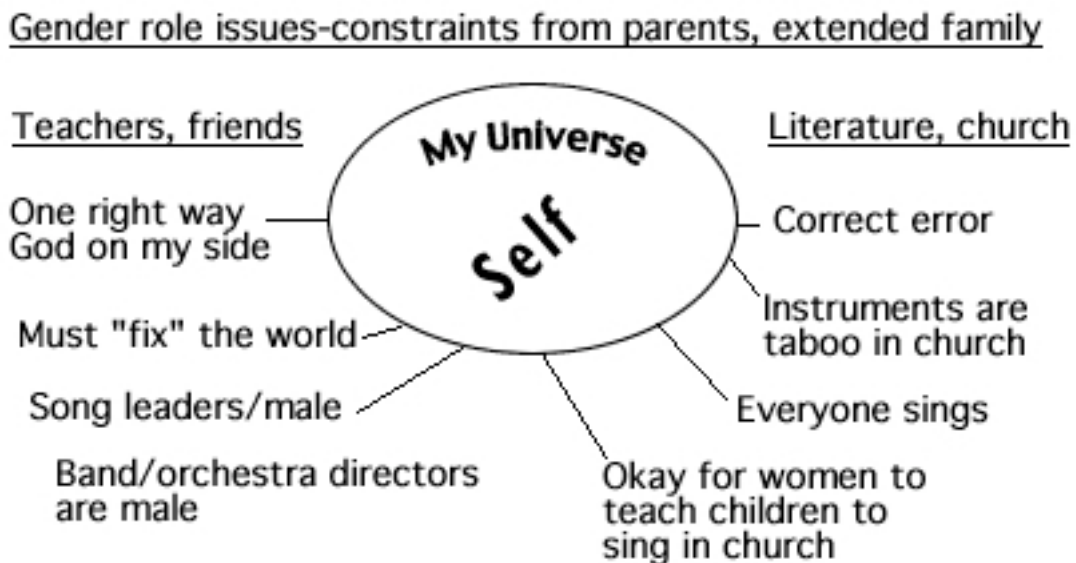 Gender role issues-constraints from parents, extended family
Teachers, friends
My Universe
Self
Literature, church
One right way
God on my side
Correct error
Must "fix" the world
Instruments are
taboo in church
Song leaders/male
Everyone sings
Band/orchestra directors
are male
Okay for women to
teach children to
sing in church